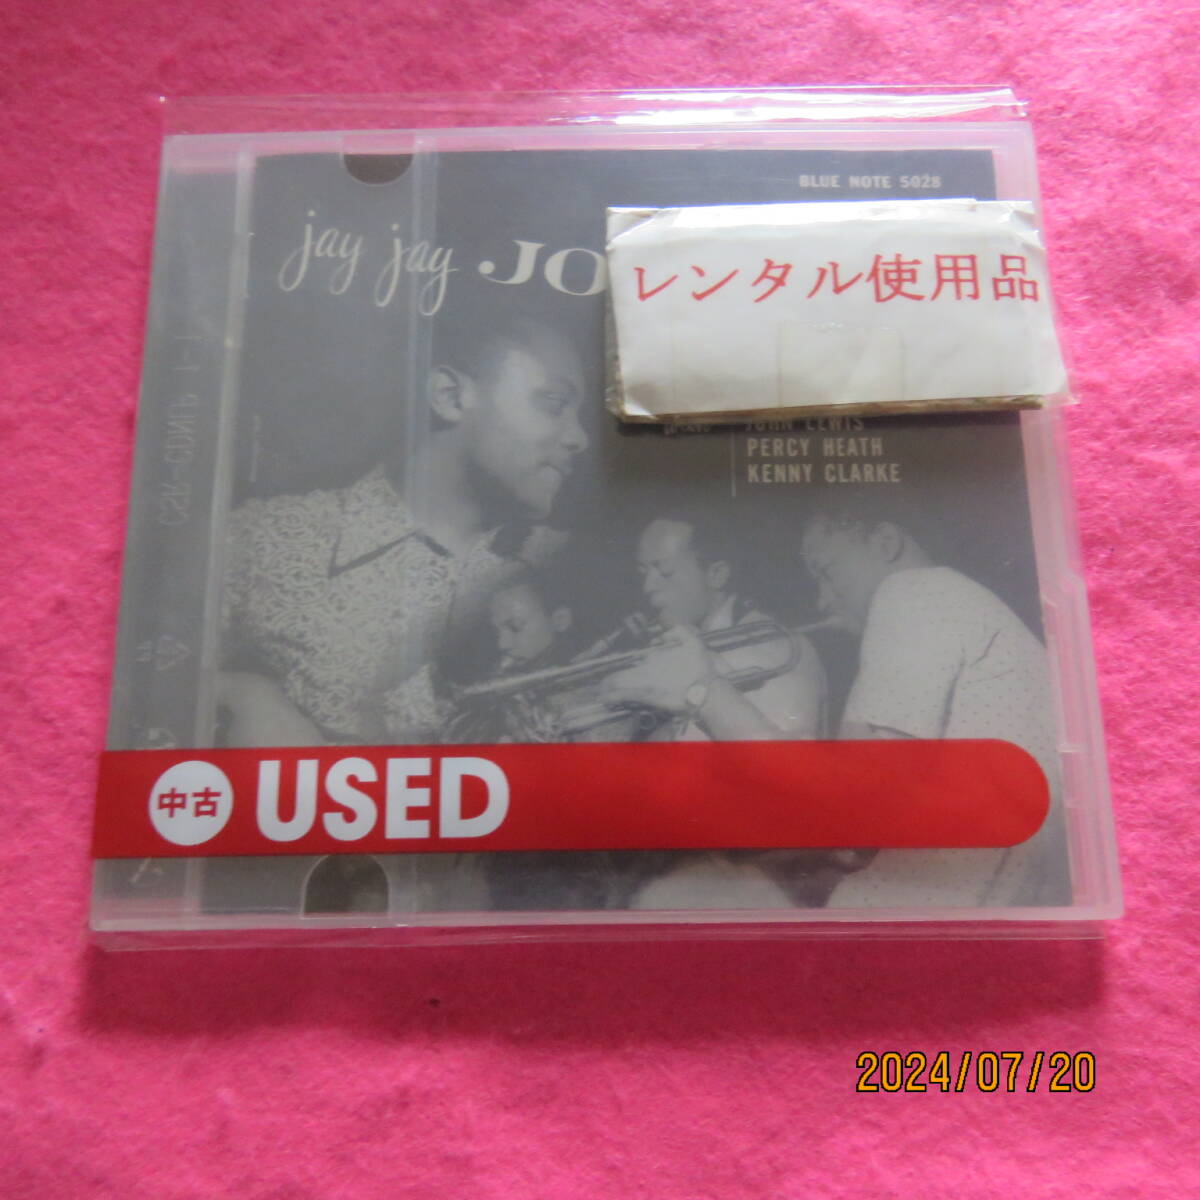 BLUE NOTE 5028
jay jay JO
レンタル使用品
JOHN LEWIS
PERCY HEATH
KENNY CLARKE
中古 USED
2024/07/20